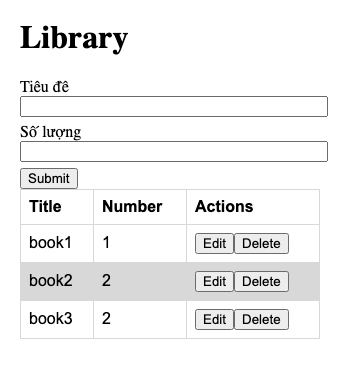 Library
Tiêu đê
Số lượng
Submit
Title Number Actions
book1 1 Edit Delete
book2 2 Edit Delete
book3 2 Edit Delete